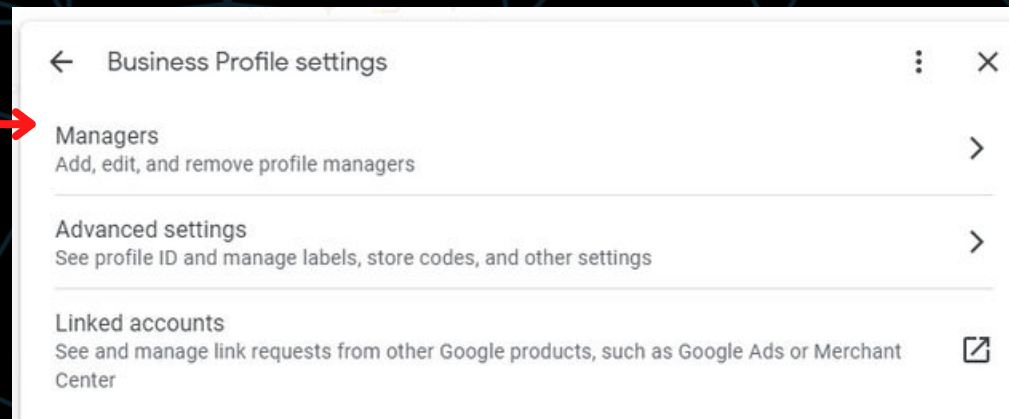 Business Profile settings
Managers
Add, edit, and remove profile managers
Advanced settings
See profile ID and manage labels, store codes, and other settings
Linked accounts
See and manage link requests from other Google products, such as Google Ads or Merchant
Center